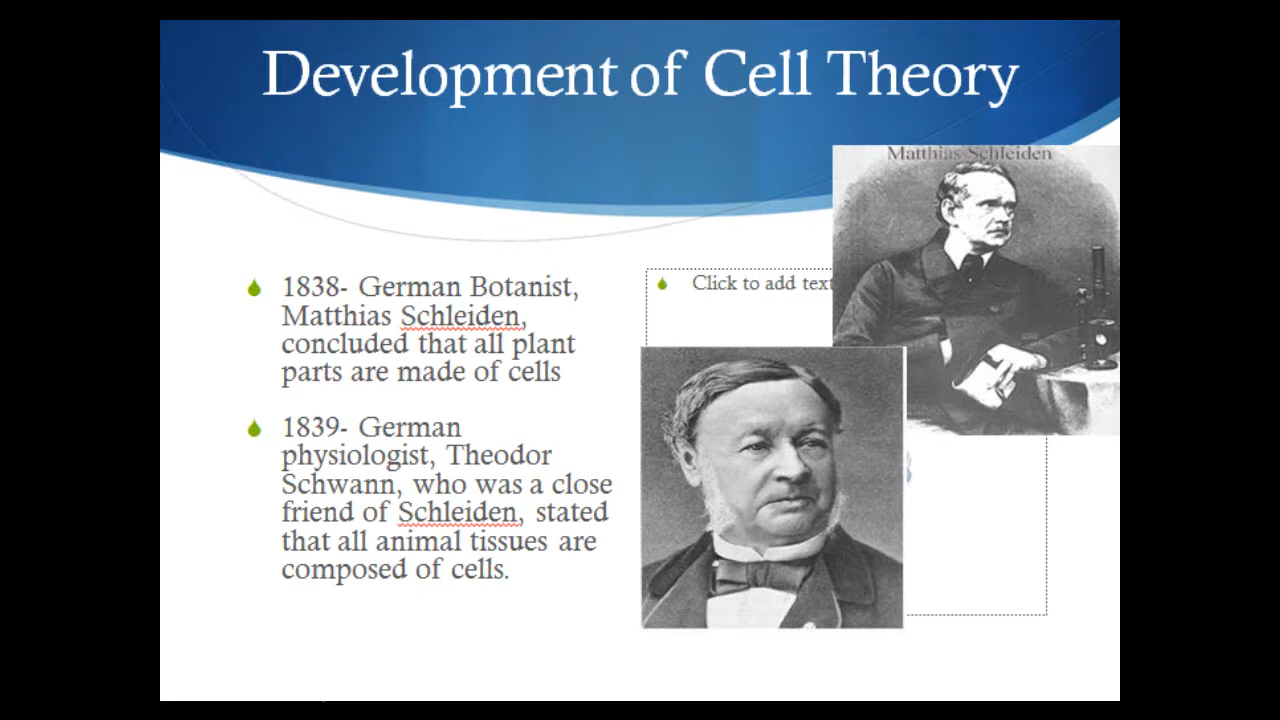 Development of Cell Theory
Matthias Schleiden
1838- German Botanist,
Matthias Schleiden,
concluded that all plant
parts are made of cells
1839- German
physiologist, Theodor
Schwann, who was a close
friend of Schleiden, stated
that all animal tissues are
composed of cells.
Click to add text